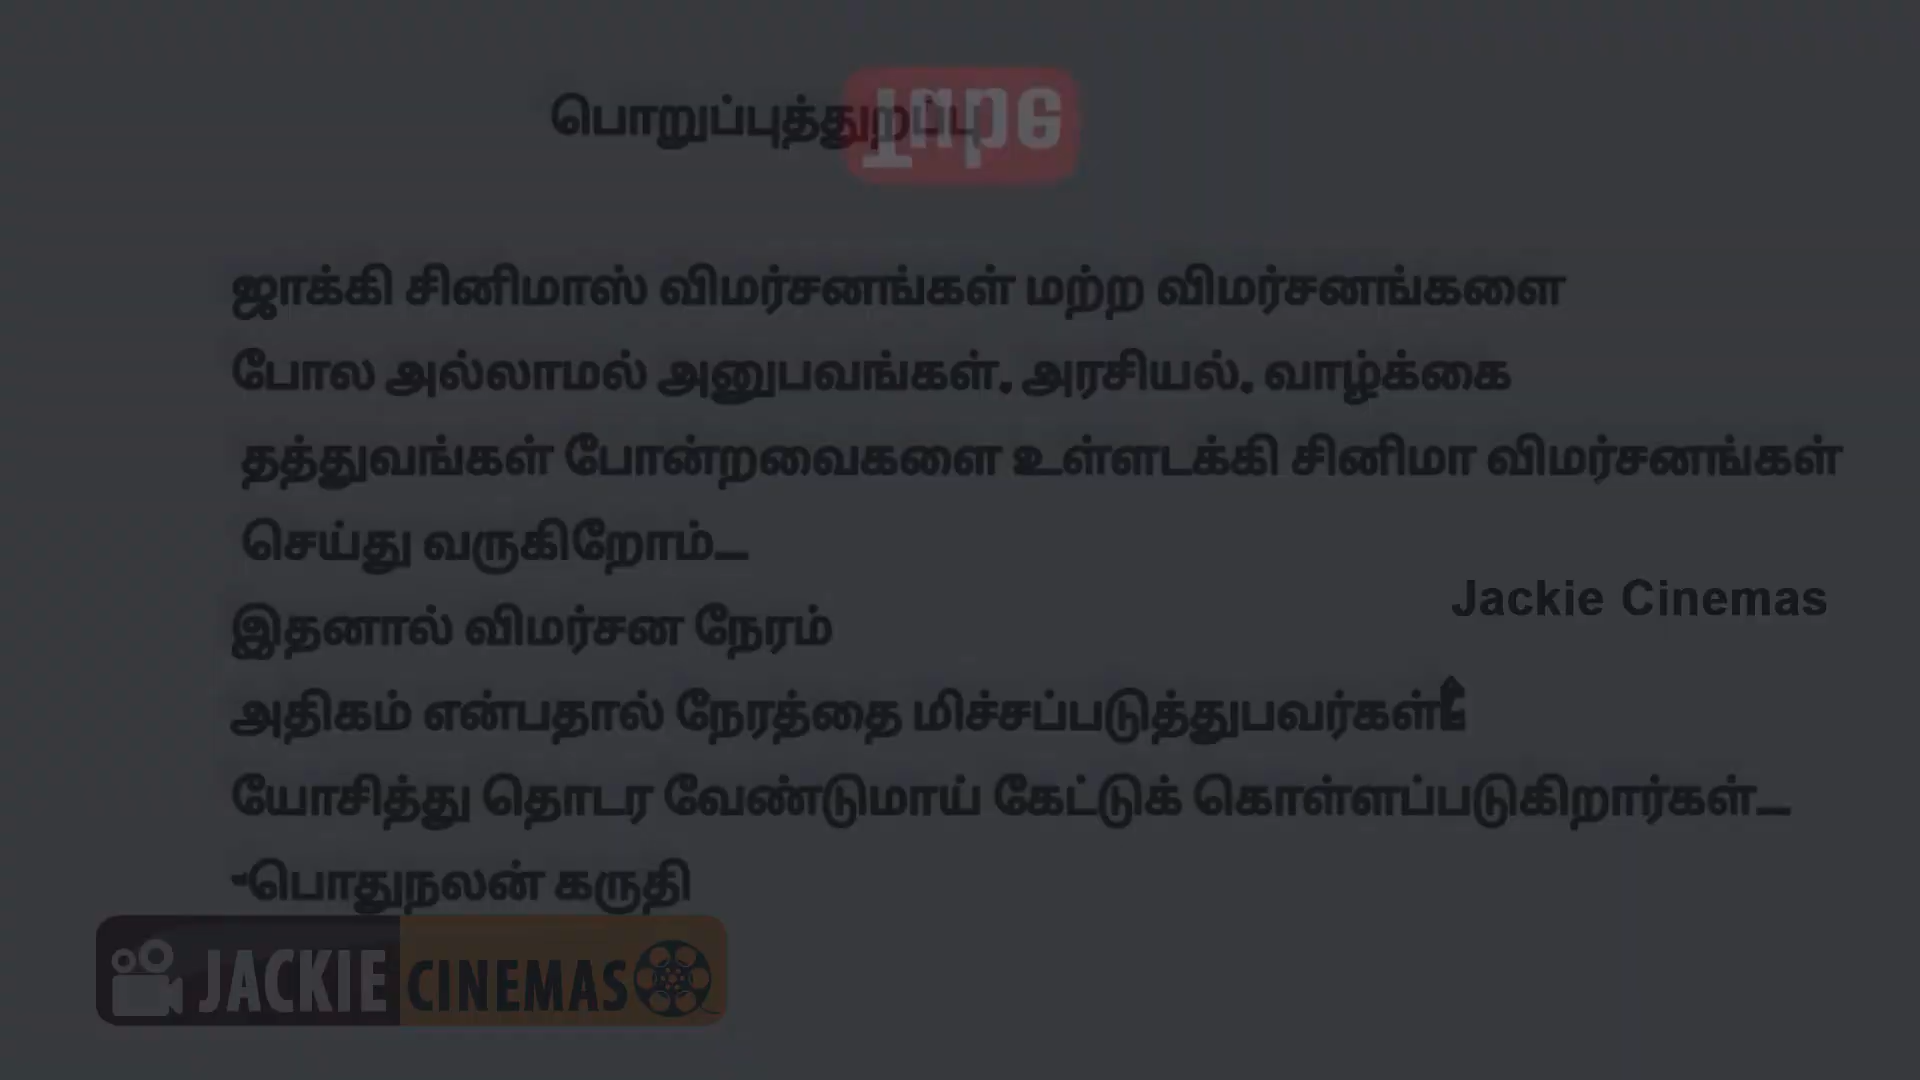 பொறுப்புத்துறப்பு
ஜாக்கி சினிமாஸ் விமர்சனங்கள் மற்ற விமர்சனங்களை
போல அல்லாமல் அனுபவங்கள், அரசியல், வாழ்க்கை
தத்துவங்கள் போன்றவைகளை உள்ளடக்கி சினிமா விமர்சனங்கள்
செய்து வருகிறோம்...
Jackie Cinemas
இதனால் விமர்சன நேரம்
அதிகம் என்பதால் நேரத்தை மிச்சப்படுத்துபவர்கள்
யோசித்து தொடர வேண்டுமாய் கேட்டுக் கொள்ளப்படுகிறார்கள்...
-பொதுநலன் கருதி
JACKIE CINEMAS